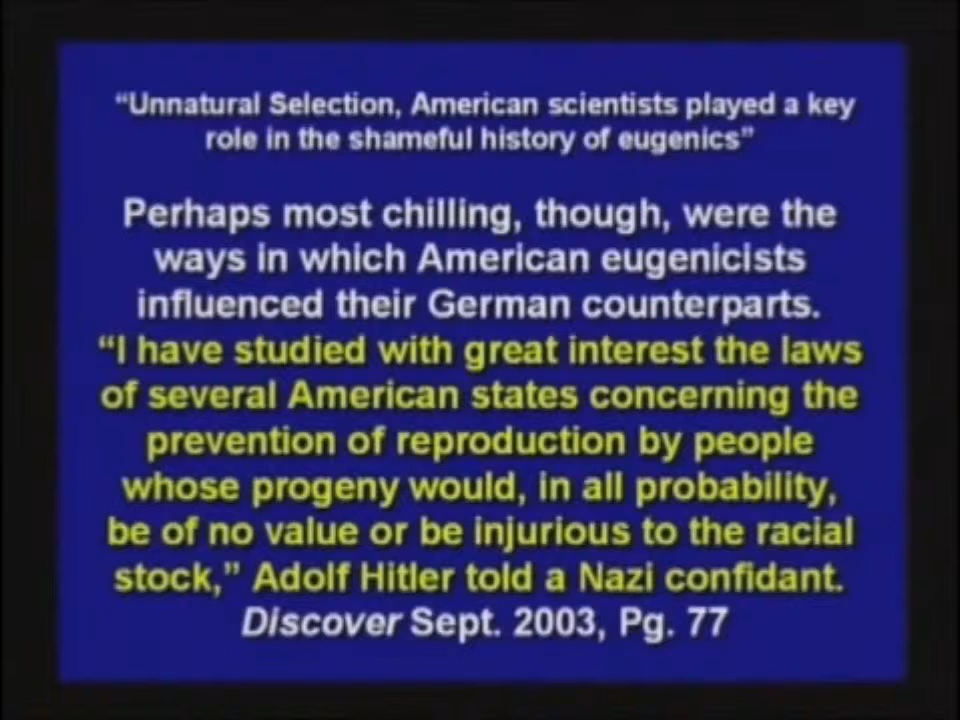 “Unnatural Selection, American scientists played a key
role in the shameful history of eugenics”
Perhaps most chilling, though, were the
ways in which American eugenicists
influenced their German counterparts.
“I have studied with great interest the laws
of several American states concerning the
prevention of reproduction by people
whose progeny would, in all probability,
be of no value or be injurious to the racial
stock,” Adolf Hitler told a Nazi confidant.
Discover Sept. 2003, Pg. 77